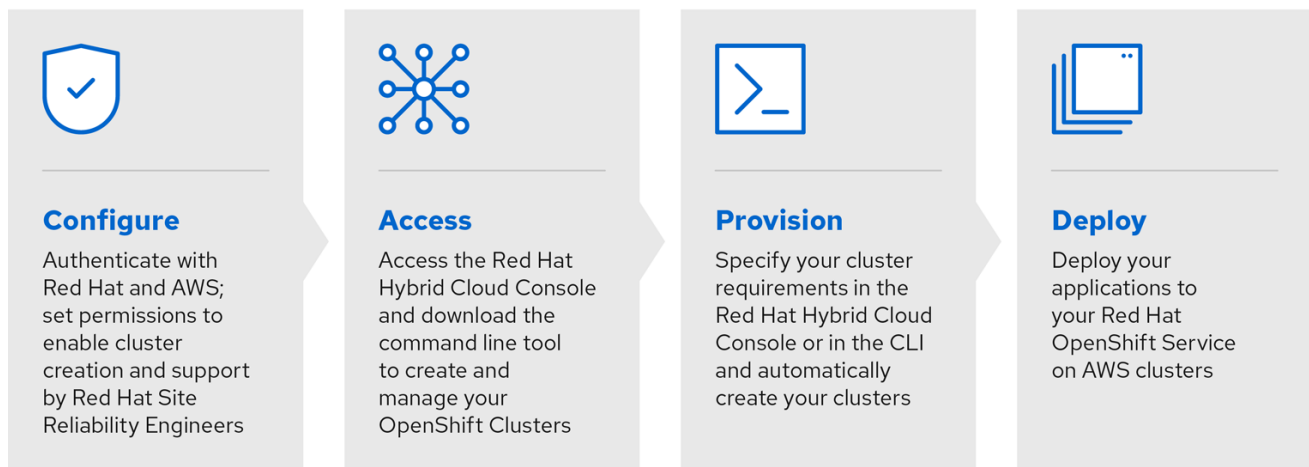 Configure
Authenticate with
Red Hat and AWS;
set permissions to
enable cluster
creation and support
by Red Hat Site
Reliability Engineers
Access
Access the Red Hat
Hybrid Cloud Console
and download the
command line tool
to create and
manage your
OpenShift Clusters
Provision
Specify your cluster
requirements in the
Red Hat Hybrid Cloud
Console or in the CLI
and automatically
create your clusters
Deploy
Deploy your
applications to
your Red Hat
OpenShift Service
on AWS clusters